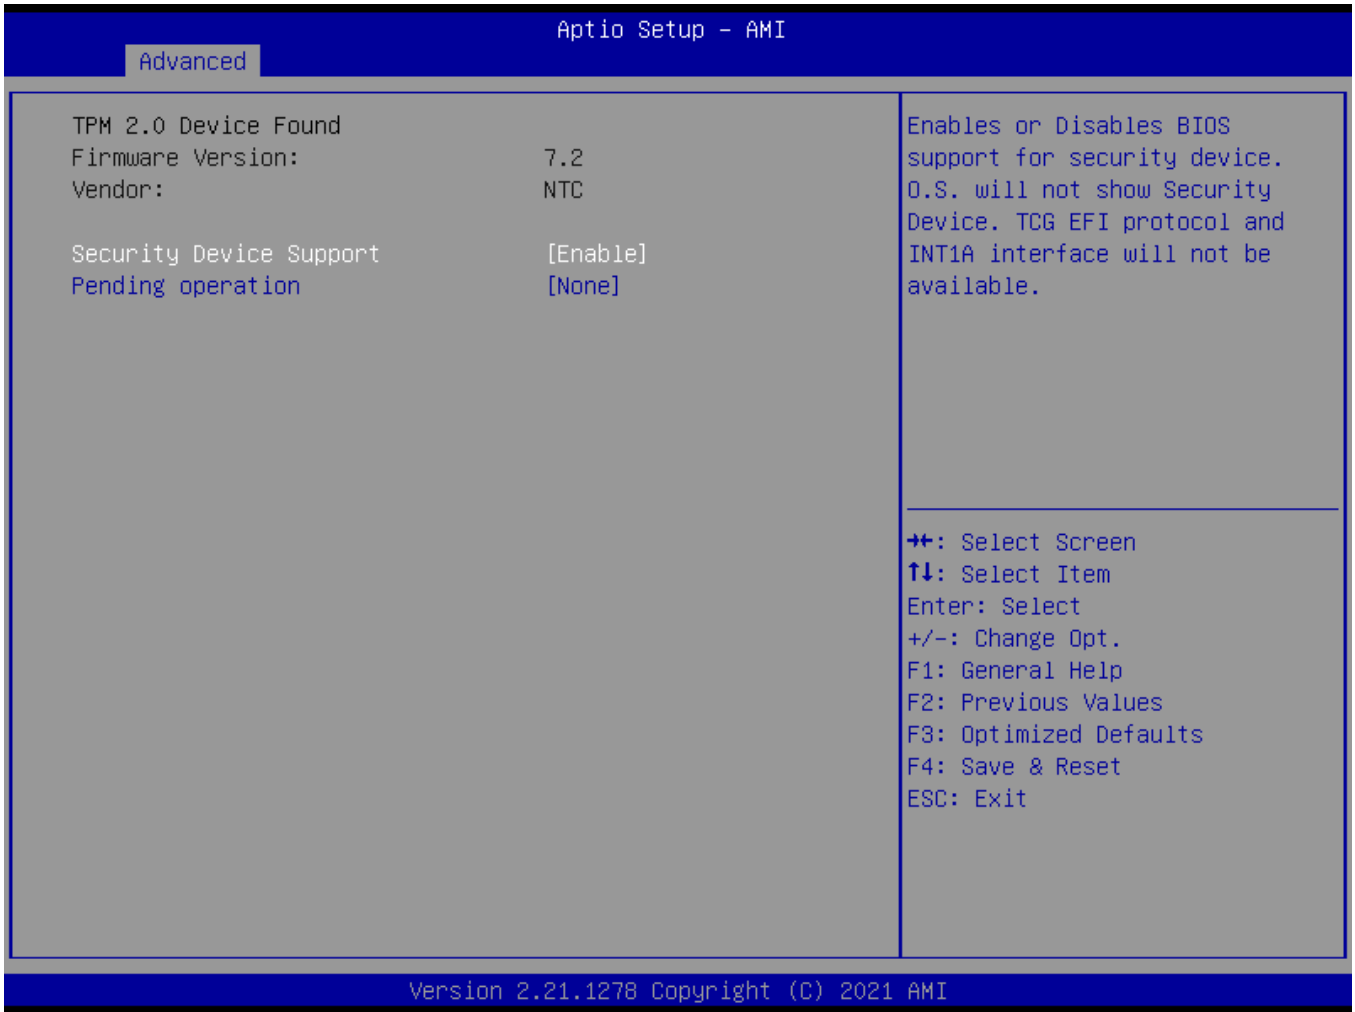 Aptio Setup – AMI
Advanced
TPM 2.0 Device Found
Firmware Version: 7.2
Vendor: NTC
Security Device Support [Enable]
Pending operation [None]
Enables or Disables BIOS
support for security device.
O.S. will not show Security
Device. TCG EFI protocol and
INT1A interface will not be
available.
→←: Select Screen
↑↓: Select Item
Enter: Select
+/-: Change Opt.
F1: General Help
F2: Previous Values
F3: Optimized Defaults
F4: Save & Reset
ESC: Exit
Version 2.21.1278 Copyright (C) 2021 AMI